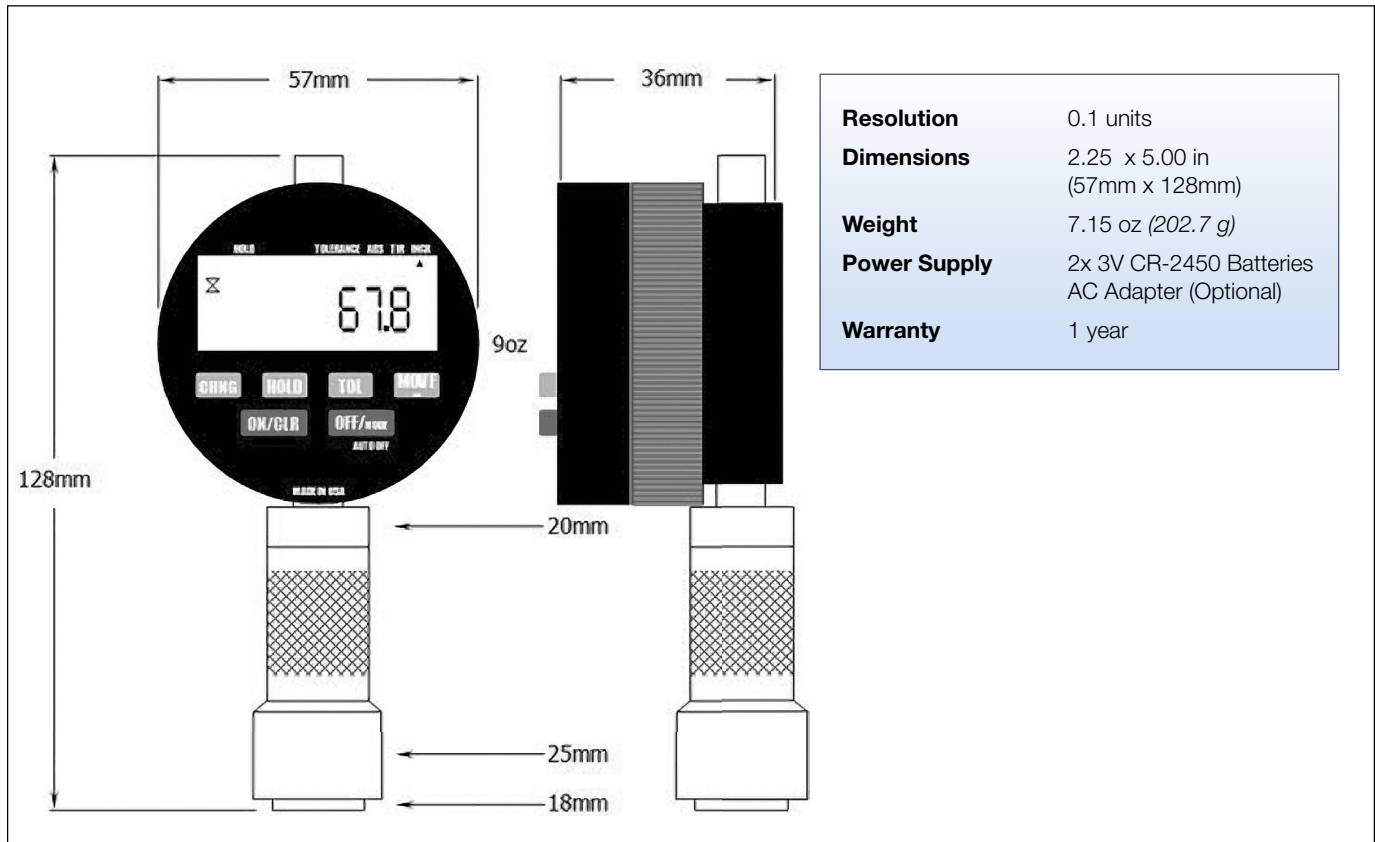 57mm
36mm
HOLD TOLERANCE ABS TIR INCR
67.8
9oz
CHNG HOLD TOL
ON/CLR OFF/
AUTO OFF
MADE IN USA
128mm
20mm
25mm
18mm
Resolution 0.1 units
Dimensions 2.25 x 5.00 in
(57mm x 128mm)
Weight 7.15 oz (202.7 g)
Power Supply 2x 3V CR-2450 Batteries
AC Adapter (Optional)
Warranty 1 year